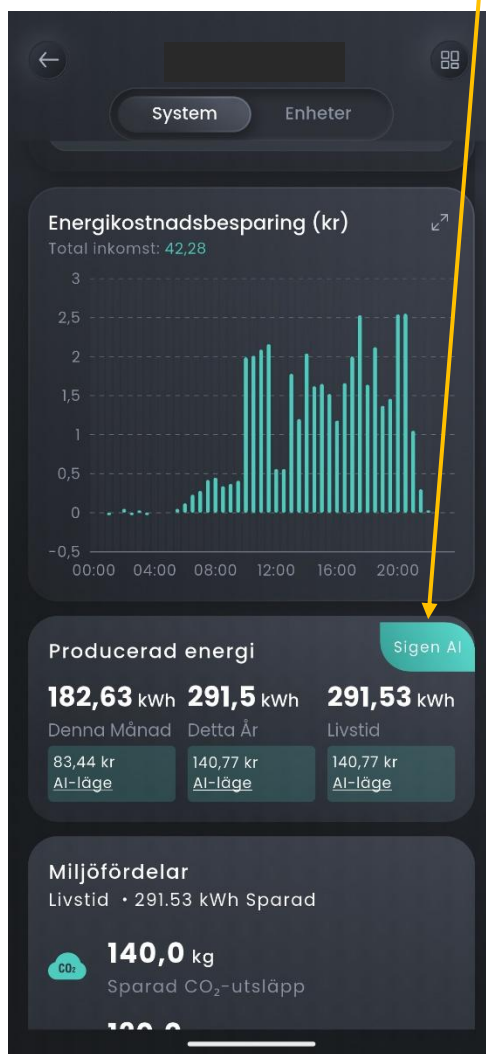 System Enheter
Energikostnadsbesparing (kr)
Total inkomst: 42,28
3
2,5
2
1,5
1
0,5
0
-0,5
00:00 04:00 08:00 12:00 16:00 20:00
Sigen AI
Producerad energi
182,63 kWh 291,5 kWh 291,53 kWh
Denna Månad Detta År Livstid
83,44 kr 140,77 kr 140,77 kr
AI-läge AI-läge AI-läge
Miljöfördelar
Livstid • 291.53 kWh Sparad
CO₂
140,0 kg
Sparad CO₂-utsläpp